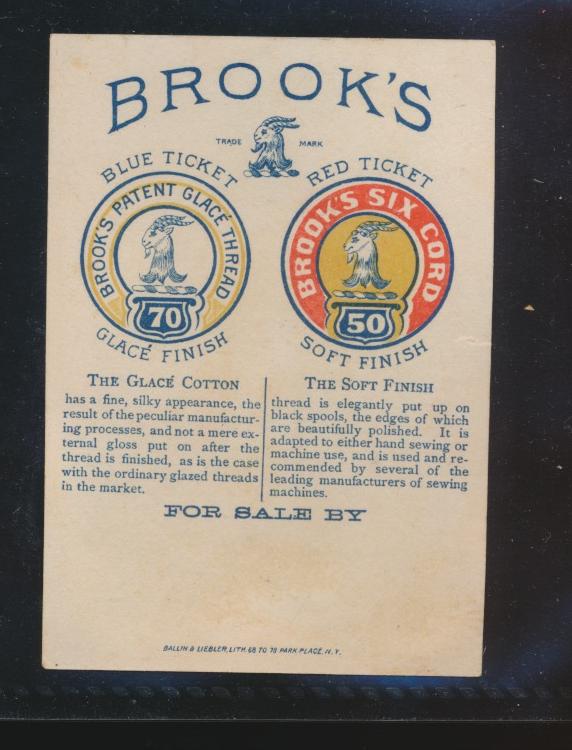 BROOK'S
TRADE MARK
BLUE TICKET
BROOK'S PATENT GLACÉ THREAD
70
GLACÉ FINISH
RED TICKET
BROOK'S SIX CORD
50
SOFT FINISH
THE GLACÉ COTTON
has a fine, silky appearance, the
result of the peculiar manufactur-
ing processes, and not a mere ex-
ternal gloss put on after the
thread is finished, as is the case
with the ordinary glazed threads
in the market.
THE SOFT FINISH
thread is elegantly put up on
black spools, the edges of which
are beautifully polished. It is
adapted to either hand sewing or
machine use, and is used and re-
commended by several of the
leading manufacturers of sewing
machines.
FOR SALE BY
BALLIN & LIEBLER, LITH. 68 TO 78 PARK PLACE, N.Y.